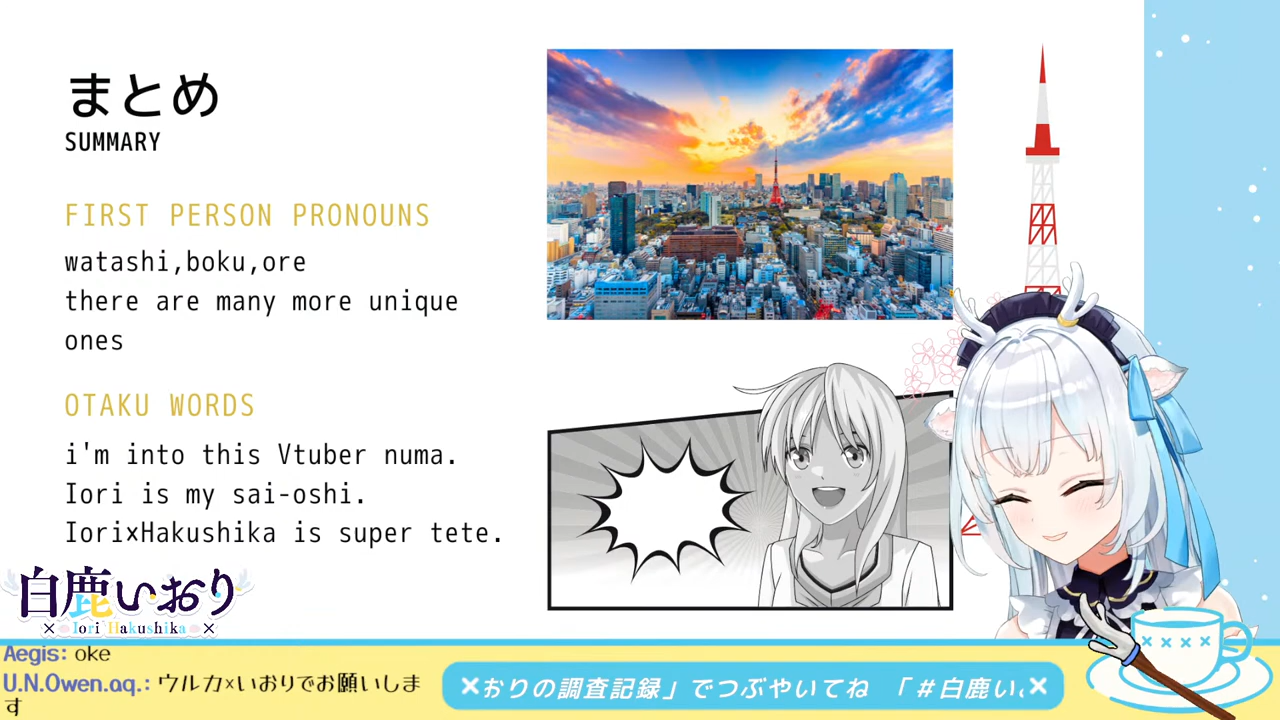 まとめ
SUMMARY
FIRST PERSON PRONOUNS
watashi,boku,ore
there are many more unique
ones
OTAKU WORDS
i'm into this Vtuber numa.
Iori is my sai-oshi.
Iori×Hakushika is super tete.
白鹿いおり
× Iori Hakushika ×
Aegis: oke
U.N.Owen.aq.: ウルカ×いおりでお願いしま
す
おりの調査記録」でつぶやいてね 「#白鹿い
× × × ×